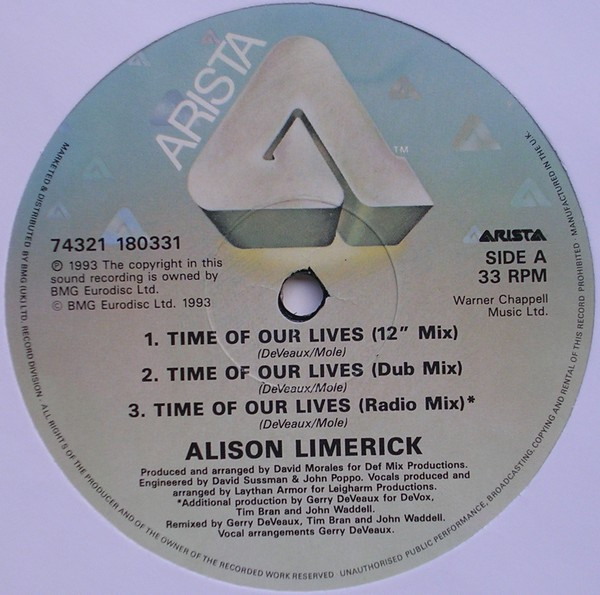 ARISTA
TM
ARISTA
74321 180331
℗ 1993 The copyright in this
sound recording is owned by
BMG Eurodisc Ltd.
© BMG Eurodisc Ltd. 1993
SIDE A
33 RPM
Warner Chappell
Music Ltd.
1. TIME OF OUR LIVES (12" Mix)
(DeVeaux/Mole)
2. TIME OF OUR LIVES (Dub Mix)
(DeVeaux/Mole)
3. TIME OF OUR LIVES (Radio Mix)*
(DeVeaux/Mole)
ALISON LIMERICK
Produced and arranged by David Morales for Def Mix Productions.
Engineered by David Sussman & John Poppo. Vocals produced and
arranged by Laythan Armor for Leigharm Productions.
*Additional production by Gerry DeVeaux for DeVox,
Tim Bran and John Waddell.
Remixed by Gerry DeVeaux, Tim Bran and John Waddell.
Vocal arrangements Gerry DeVeaux.
MARKETED & DISTRIBUTED BY BMG (UK) LTD. RECORD DIVISION · ALL RIGHTS OF THE PRODUCER AND OF THE OWNER OF THE RECORDED WORK RESERVED UNAUTHORISED PUBLIC PERFORMANCE, BROADCASTING, COPYING AND RENTAL OF THIS RECORD PROHIBITED · MANUFACTURED IN THE U.K.